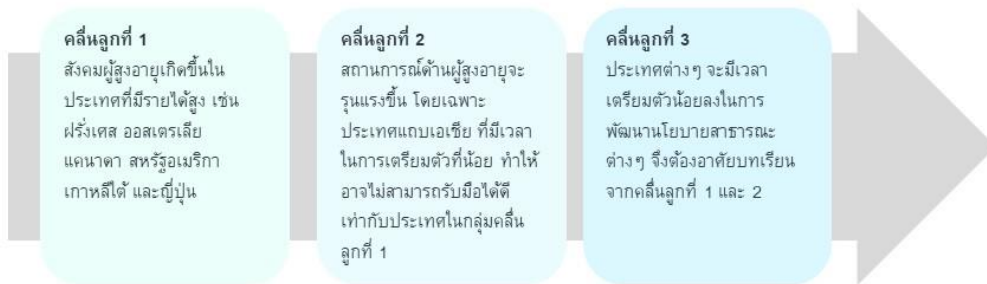 คลื่นลูกที่ 1
สังคมผู้สูงอายุเกิดขึ้นใน
ประเทศที่มีรายได้สูง เช่น
ฝรั่งเศส ออสเตรเลีย
แคนาดา สหรัฐอเมริกา
เกาหลีใต้ และญี่ปุ่น
คลื่นลูกที่ 2
สถานการณ์ด้านผู้สูงอายุจะ
รุนแรงขึ้น โดยเฉพาะ
ประเทศแถบเอเชีย ที่มีเวลา
ในการเตรียมตัวที่น้อย ทำให้
อาจไม่สามารถรับมือได้ดี
เท่ากับประเทศในกลุ่มคลื่น
ลูกที่ 1
คลื่นลูกที่ 3
ประเทศต่างๆ จะมีเวลา
เตรียมตัวน้อยลงในการ
พัฒนานโยบายสาธารณะ
ต่างๆ จึงต้องอาศัยบทเรียน
จากคลื่นลูกที่ 1 และ 2